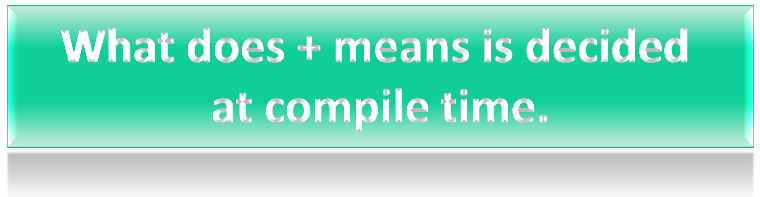 What does + means is decided
at compile time.